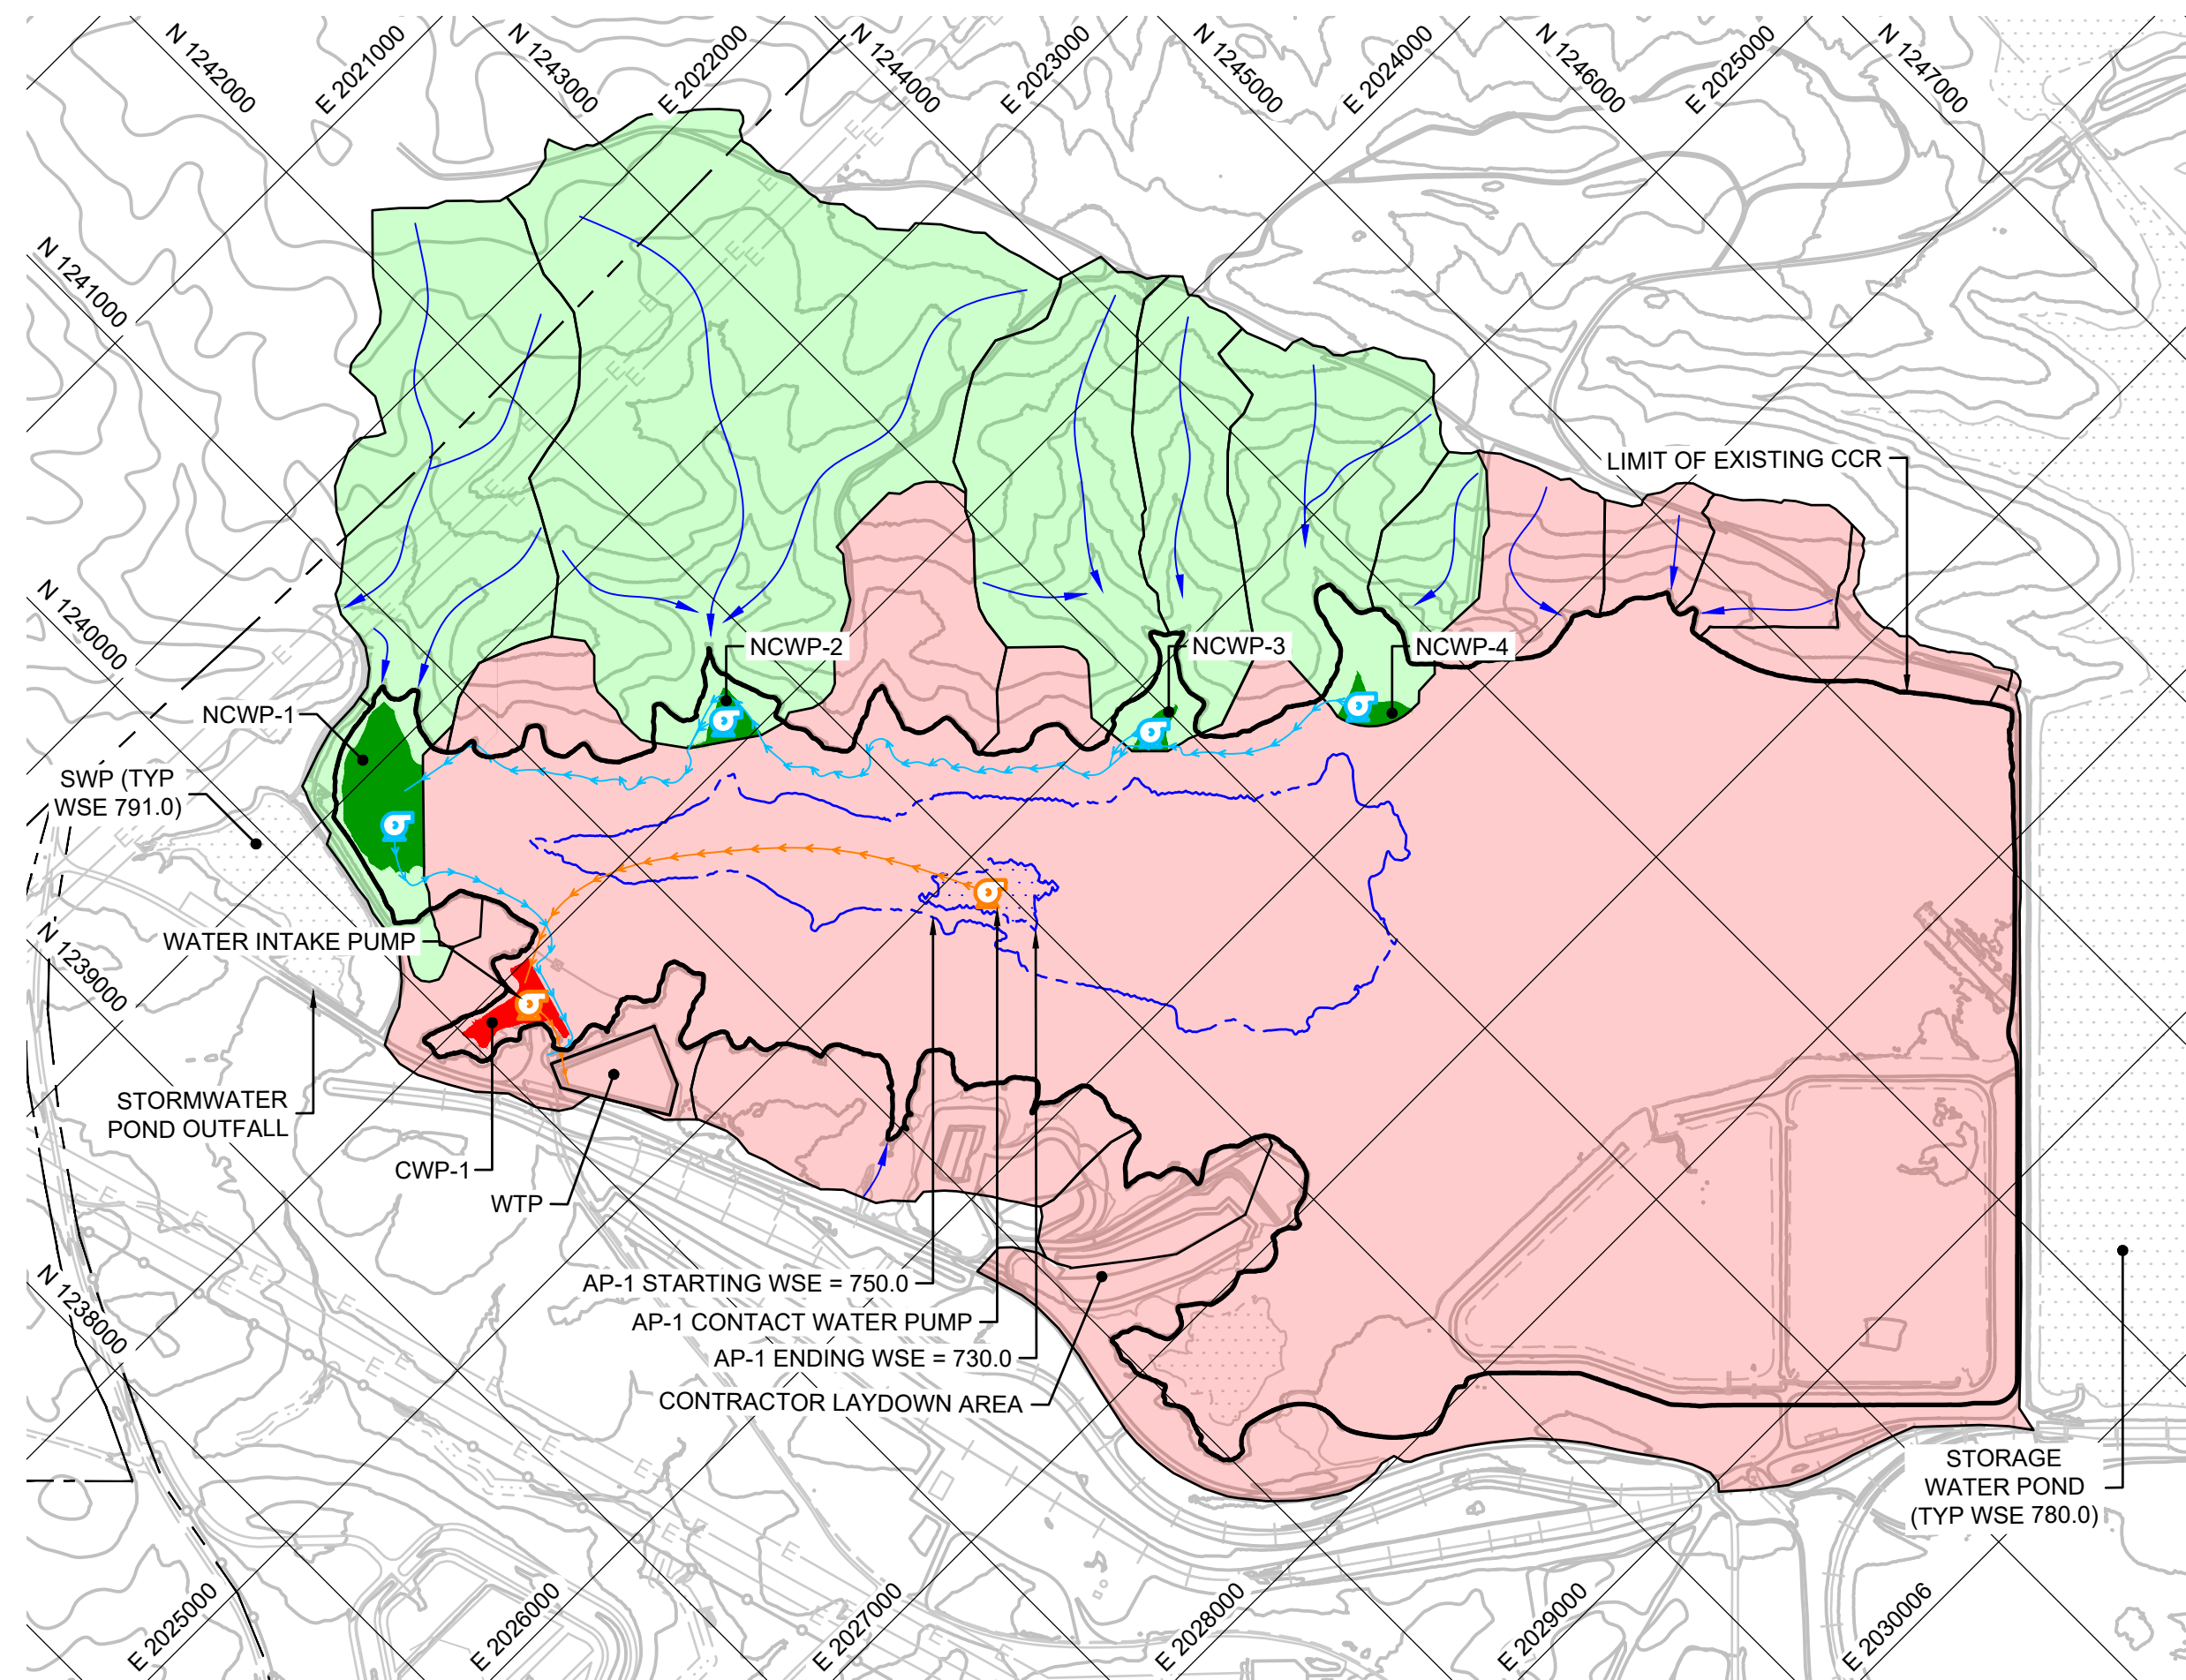 N 1242000
E 2021000
N 1243000
E 2022000
N 1244000
E 2023000
N 1245000
E 2024000
N 1246000
E 2025000
N 1247000
N 1241000
N 1240000
N 1239000
N 1238000
LIMIT OF EXISTING CCR
NCWP-2
NCWP-3
NCWP-4
NCWP-1
SWP (TYP
WSE 791.0)
WATER INTAKE PUMP
STORMWATER
POND OUTFALL
CWP-1
WTP
AP-1 STARTING WSE = 750.0
AP-1 CONTACT WATER PUMP
AP-1 ENDING WSE = 730.0
CONTRACTOR LAYDOWN AREA
STORAGE
WATER POND
(TYP WSE 780.0)
E 2025000
E 2026000
E 2027000
E 2028000
E 2029000
E 2030006